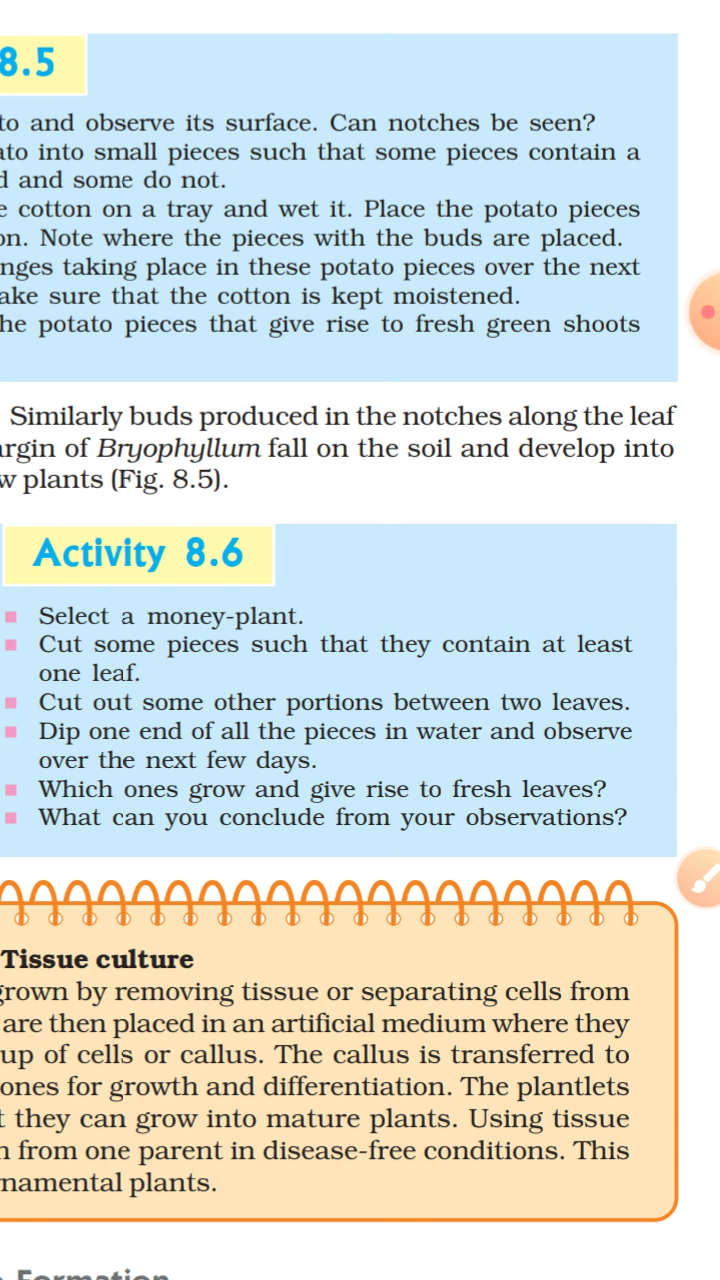 8.5
to and observe its surface. Can notches be seen?
ato into small pieces such that some pieces contain a
d and some do not.
e cotton on a tray and wet it. Place the potato pieces
on. Note where the pieces with the buds are placed.
nges taking place in these potato pieces over the next
ake sure that the cotton is kept moistened.
he potato pieces that give rise to fresh green shoots
Similarly buds produced in the notches along the leaf
argin of Bryophyllum fall on the soil and develop into
w plants (Fig. 8.5).
Activity 8.6
Select a money-plant.
Cut some pieces such that they contain at least
one leaf.
Cut out some other portions between two leaves.
Dip one end of all the pieces in water and observe
over the next few days.
Which ones grow and give rise to fresh leaves?
What can you conclude from your observations?
Tissue culture
grown by removing tissue or separating cells from
are then placed in an artificial medium where they
up of cells or callus. The callus is transferred to
ones for growth and differentiation. The plantlets
t they can grow into mature plants. Using tissue
n from one parent in disease-free conditions. This
rnamental plants.
Formation